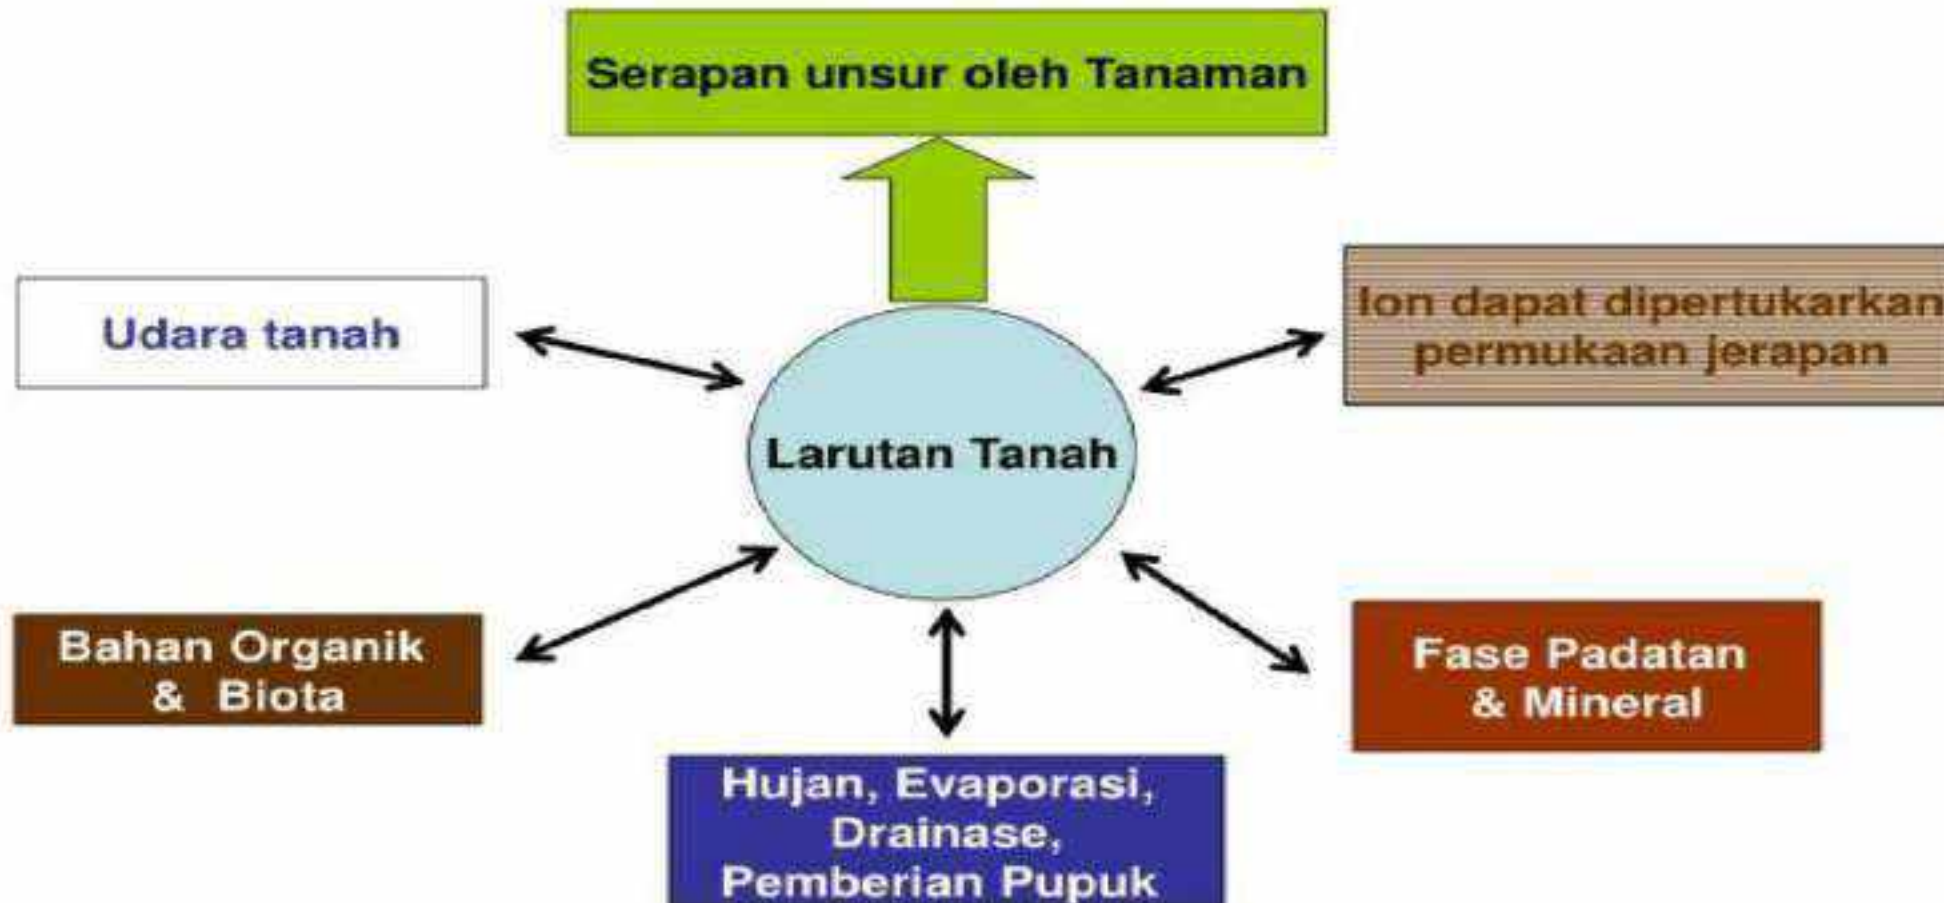 Serapan unsur oleh Tanaman
Udara tanah
Ion dapat dipertukarkan
permukaan jerapan
Larutan Tanah
Bahan Organik
& Biota
Fase Padatan
& Mineral
Hujan, Evaporasi,
Drainase,
Pemberian Pupuk